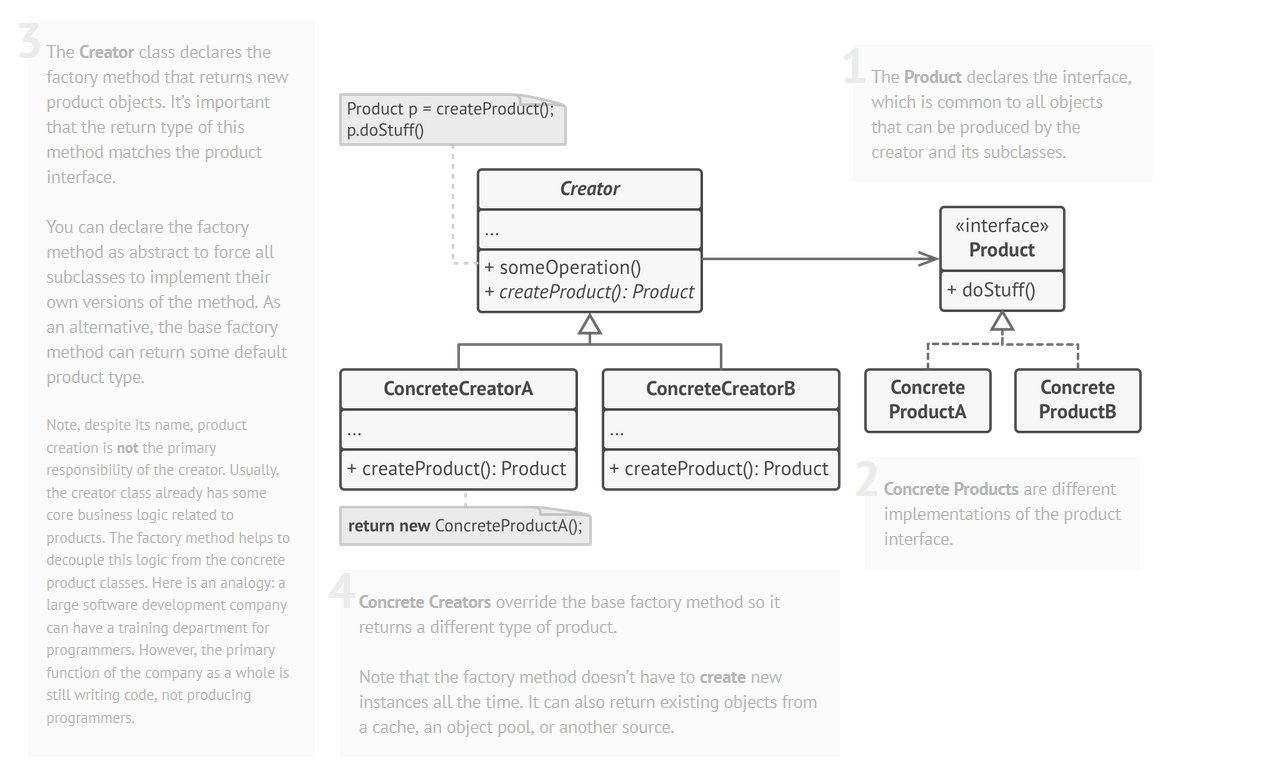 3
The Creator class declares the
factory method that returns new
product objects. It’s important
that the return type of this
method matches the product
interface.
You can declare the factory
method as abstract to force all
subclasses to implement their
own versions of the method. As
an alternative, the base factory
method can return some default
product type.
Note, despite its name, product
creation is not the primary
responsibility of the creator. Usually,
the creator class already has some
core business logic related to
products. The factory method helps to
decouple this logic from the concrete
product classes. Here is an analogy: a
large software development company
can have a training department for
programmers. However, the primary
function of the company as a whole is
still writing code, not producing
programmers.
Product p = createProduct();
p.doStuff()
Creator
...
+ someOperation()
+ createProduct(): Product
ConcreteCreatorA
...
+ createProduct(): Product
ConcreteCreatorB
...
+ createProduct(): Product
return new ConcreteProductA();
1
The Product declares the interface,
which is common to all objects
that can be produced by the
creator and its subclasses.
«interface»
Product
+ doStuff()
Concrete
ProductA
Concrete
ProductB
2
Concrete Products are different
implementations of the product
interface.
4
Concrete Creators override the base factory method so it
returns a different type of product.
Note that the factory method doesn’t have to create new
instances all the time. It can also return existing objects from
a cache, an object pool, or another source.